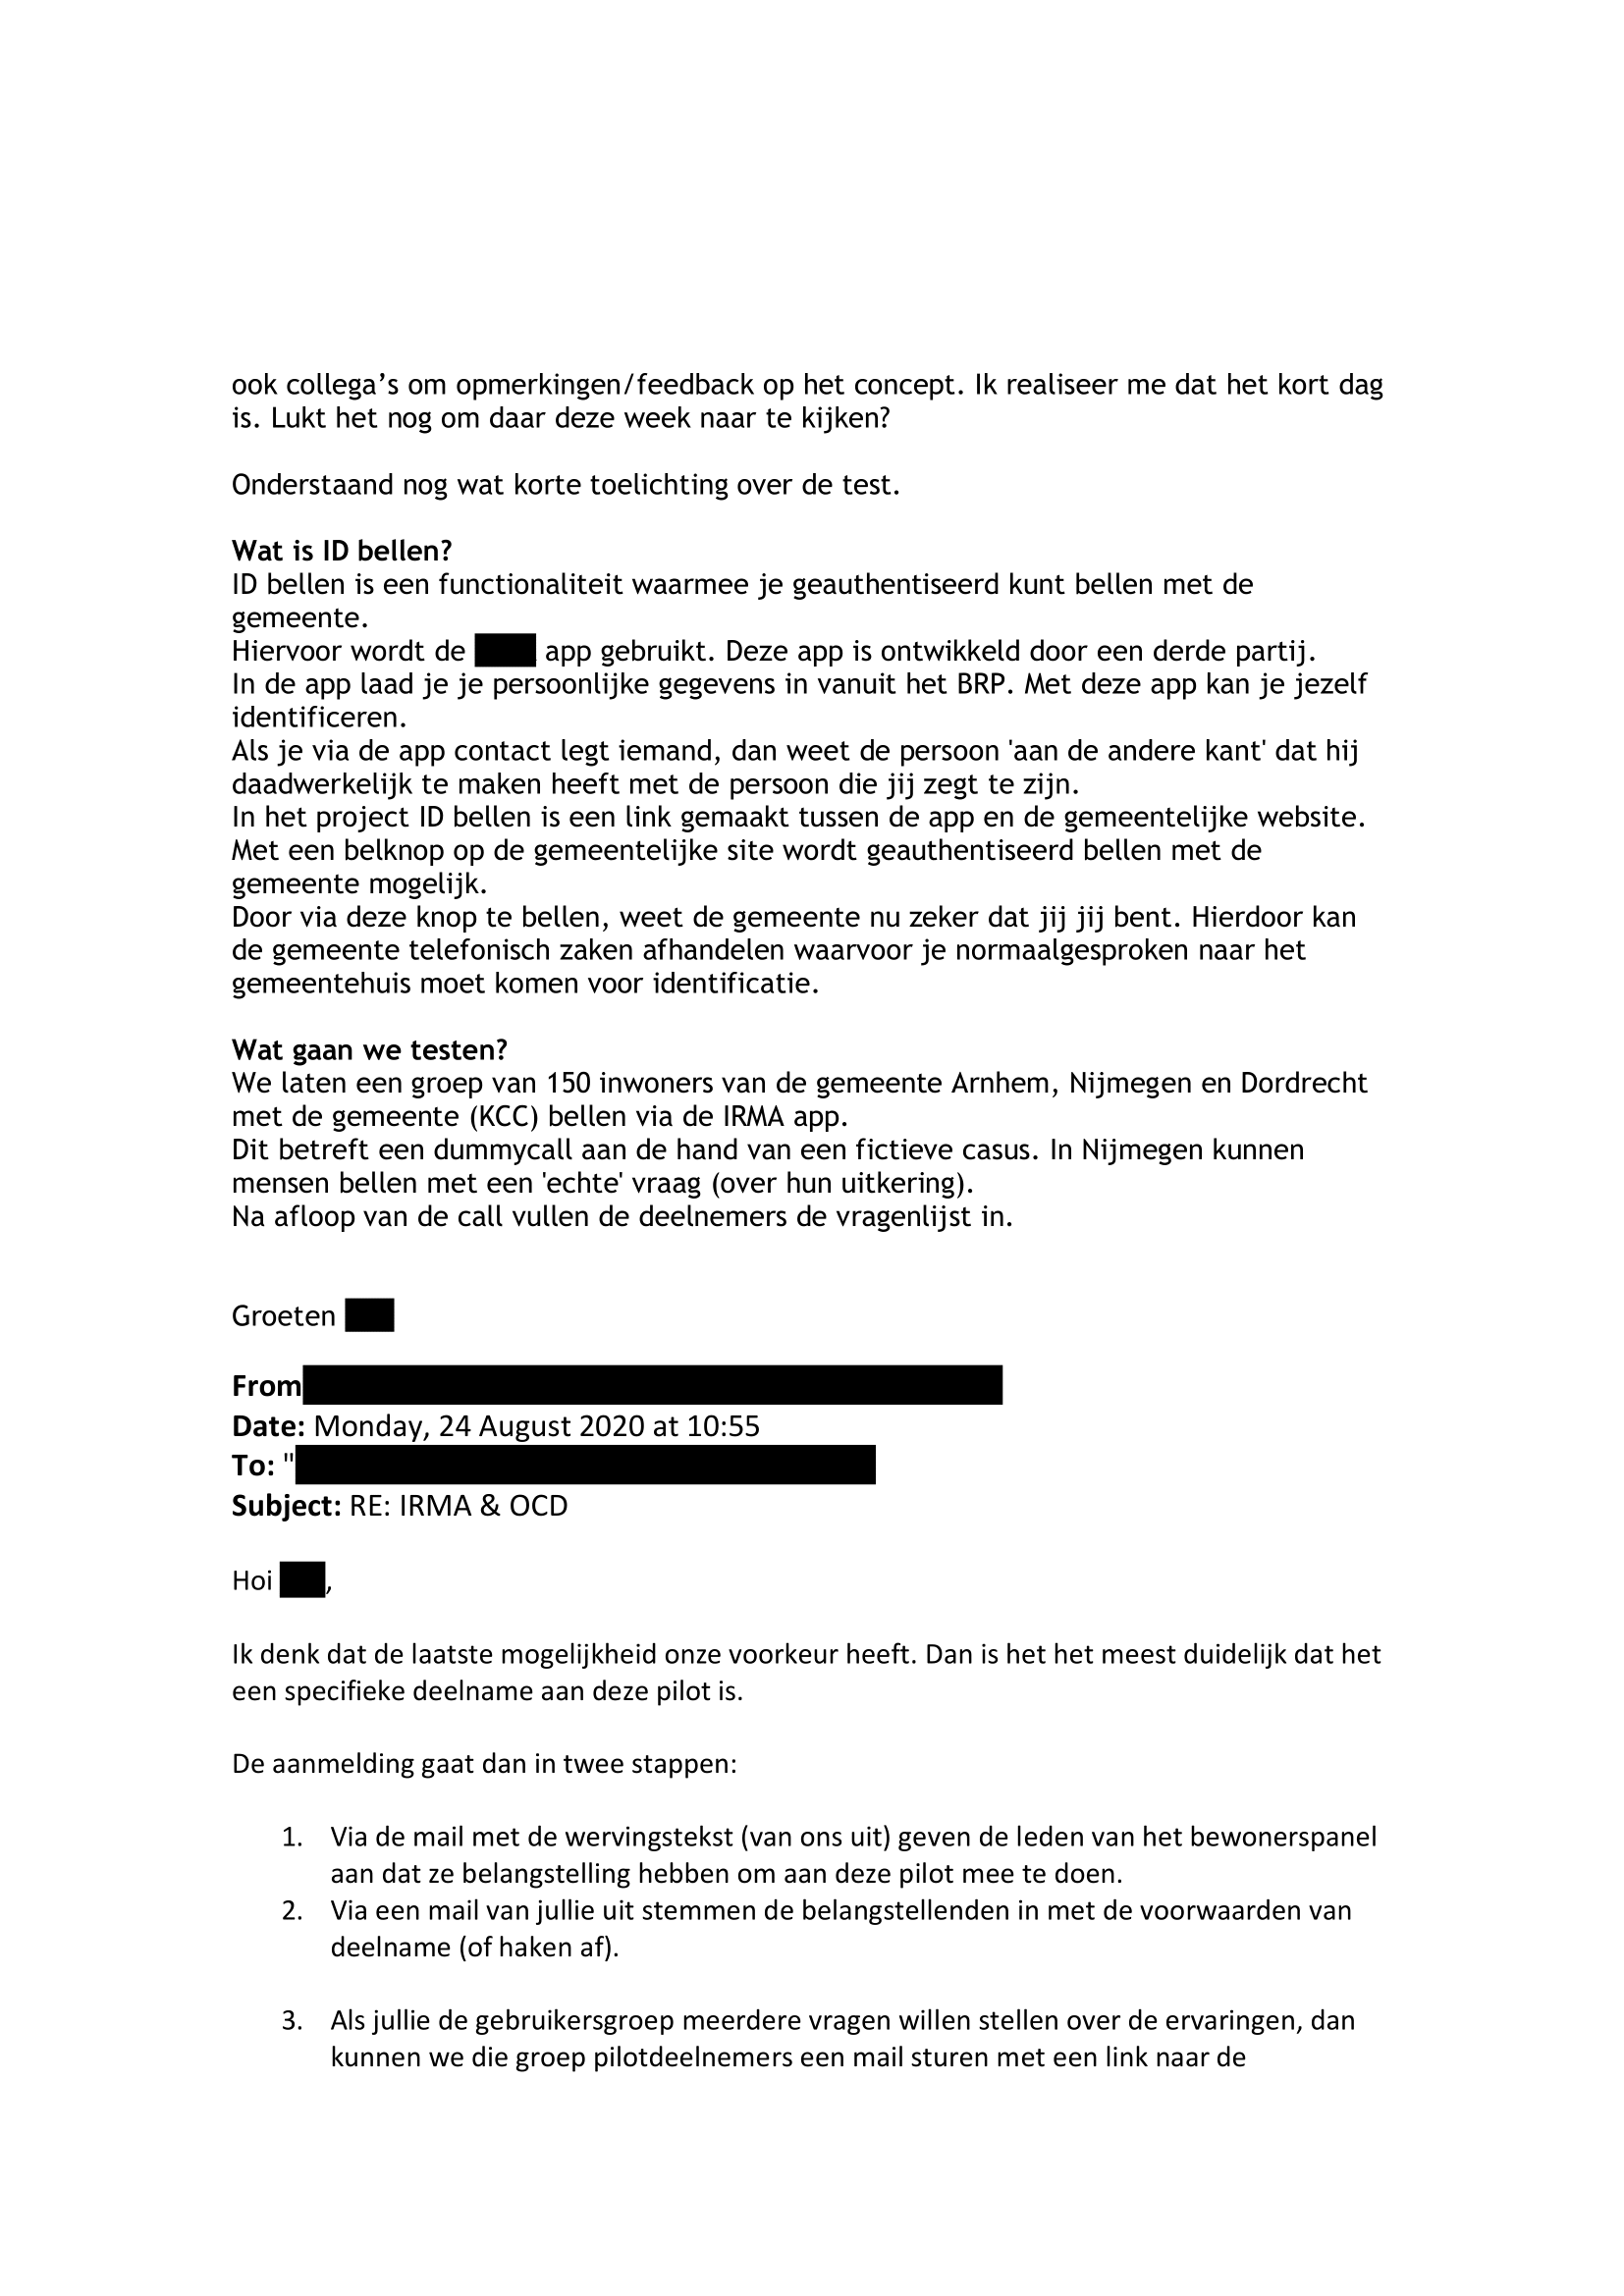 ook collega’s om opmerkingen/feedback op het concept. Ik realiseer me dat het kort dag
is. Lukt het nog om daar deze week naar te kijken?
Onderstaand nog wat korte toelichting over de test.
Wat is ID bellen?
ID bellen is een functionaliteit waarmee je geauthentiseerd kunt bellen met de
gemeente.
Hiervoor wordt de app gebruikt. Deze app is ontwikkeld door een derde partij.
In de app laad je je persoonlijke gegevens in vanuit het BRP. Met deze app kan je jezelf
identificeren.
Als je via de app contact legt iemand, dan weet de persoon 'aan de andere kant' dat hij
daadwerkelijk te maken heeft met de persoon die jij zegt te zijn.
In het project ID bellen is een link gemaakt tussen de app en de gemeentelijke website.
Met een belknop op de gemeentelijke site wordt geauthentiseerd bellen met de
gemeente mogelijk.
Door via deze knop te bellen, weet de gemeente nu zeker dat jij jij bent. Hierdoor kan
de gemeente telefonisch zaken afhandelen waarvoor je normaalgesproken naar het
gemeentehuis moet komen voor identificatie.
Wat gaan we testen?
We laten een groep van 150 inwoners van de gemeente Arnhem, Nijmegen en Dordrecht
met de gemeente (KCC) bellen via de IRMA app.
Dit betreft een dummycall aan de hand van een fictieve casus. In Nijmegen kunnen
mensen bellen met een 'echte' vraag (over hun uitkering).
Na afloop van de call vullen de deelnemers de vragenlijst in.
Groeten
From
Date: Monday, 24 August 2020 at 10:55
To: "
Subject: RE: IRMA & OCD
Hoi ,
Ik denk dat de laatste mogelijkheid onze voorkeur heeft. Dan is het het meest duidelijk dat het
een specifieke deelname aan deze pilot is.
De aanmelding gaat dan in twee stappen:
1. Via de mail met de wervingstekst (van ons uit) geven de leden van het bewonerspanel
aan dat ze belangstelling hebben om aan deze pilot mee te doen.
2. Via een mail van jullie uit stemmen de belangstellenden in met de voorwaarden van
deelname (of haken af).
3. Als jullie de gebruikersgroep meerdere vragen willen stellen over de ervaringen, dan
kunnen we die groep pilotdeelnemers een mail sturen met een link naar de